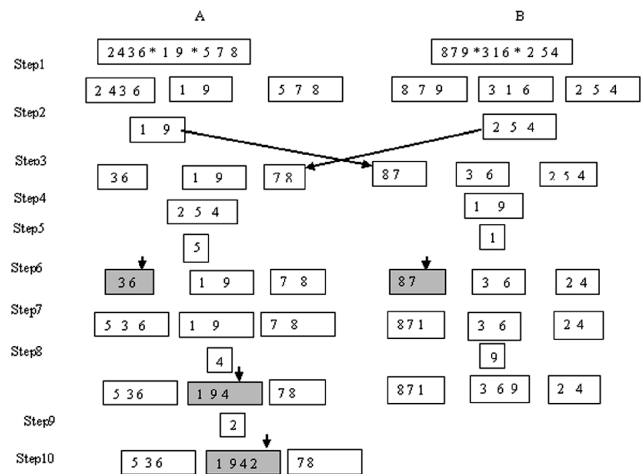 A B
2436*19*578 879*316*254
Step1
2436 19 578 879 316 254
Step2
19 254
Step3
36 19 78 87 36 254
Step4
254 19
Step5
5 1
Step6
36 19 78 87 36 24
Step7
536 19 78 871 36 24
Step8
4 9
536 194 78 871 369 24
Step9
2
Step10
536 1942 78